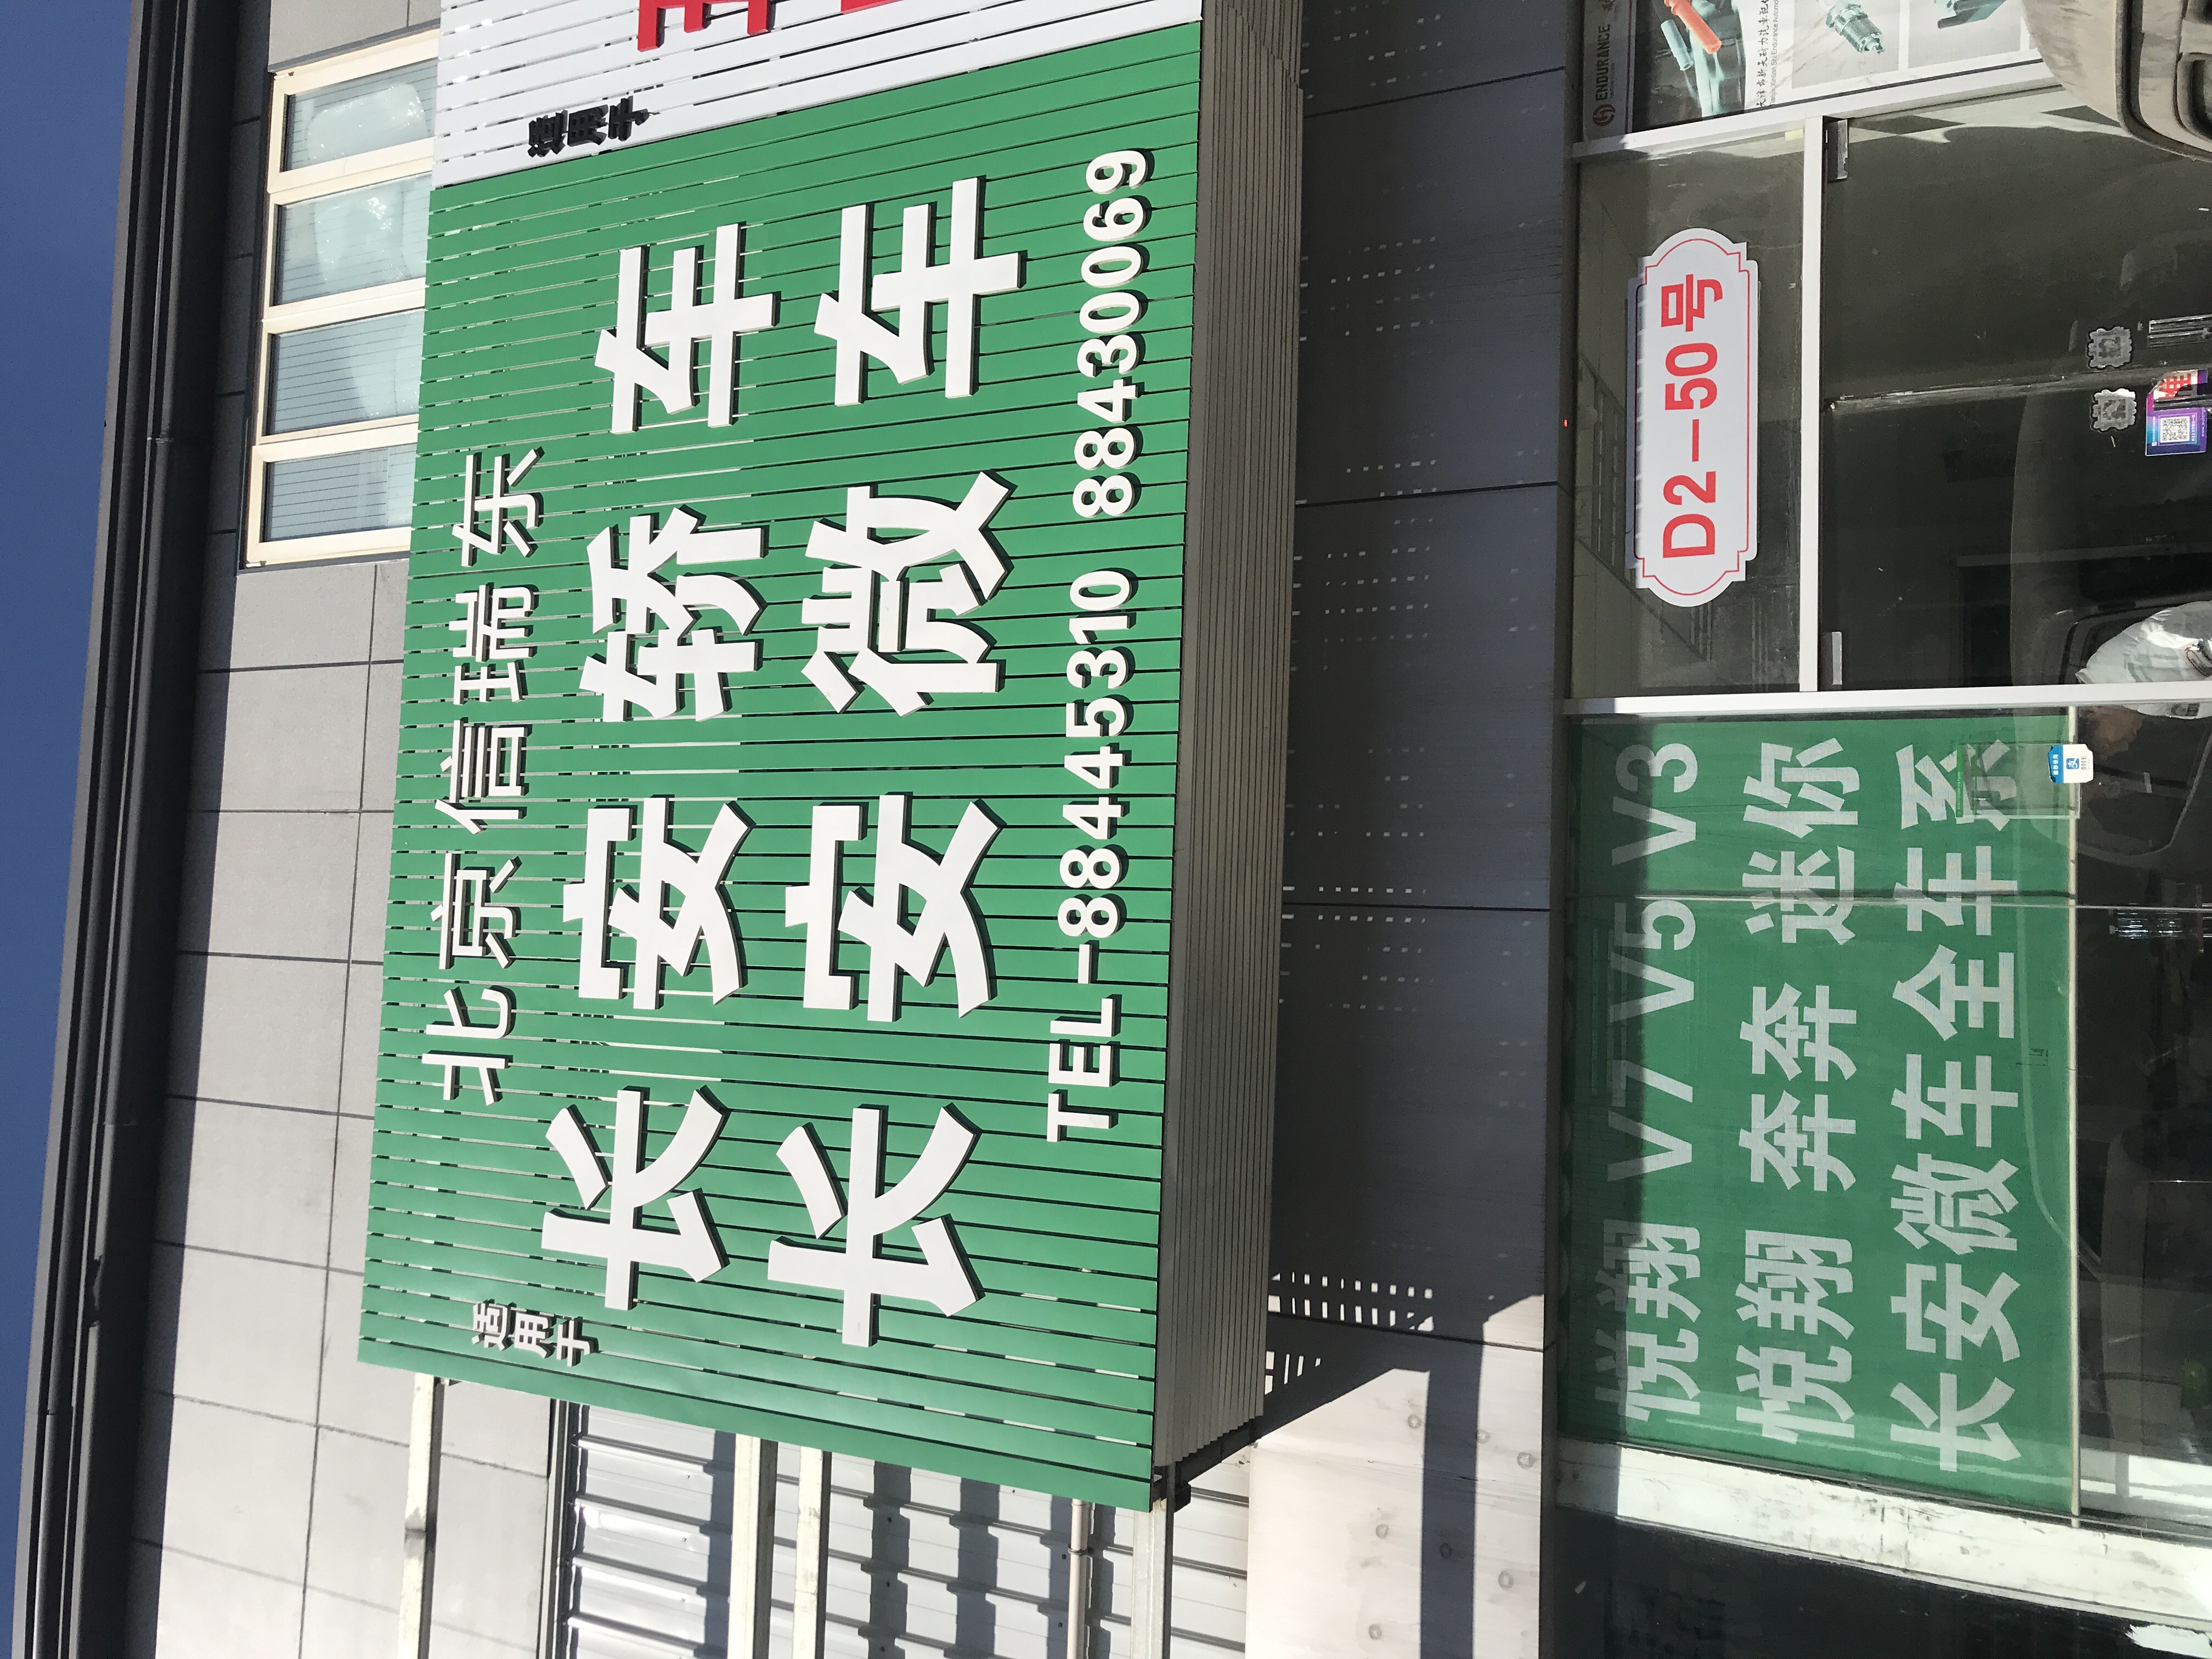 北京信瑞东
适用于
长安轿车
长安微车
TEL-88445310 88430069
适用于
ENDURANCE
D2-50号
悦翔 V7 V5 V3
悦翔 奔奔 迷你
长安微车全车系